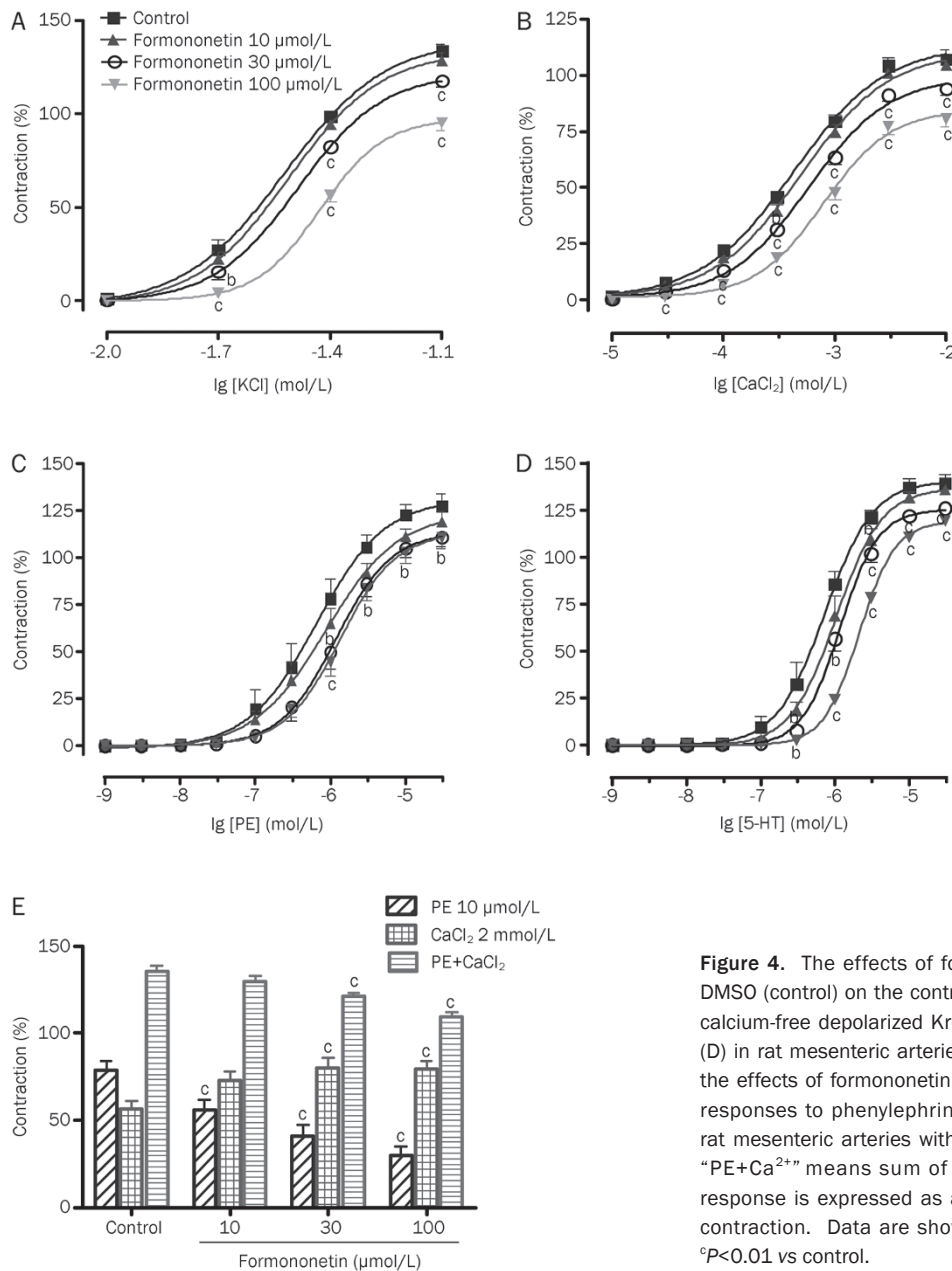 A
Control
Formononetin 10 μmol/L
Formononetin 30 μmol/L
Formononetin 100 μmol/L
150
100
50
0
Contraction (%)
c
c
b
c
c
c
-2.0 -1.7 -1.4 -1.1
lg [KCl] (mol/L)
B
125
100
75
50
25
0
Contraction (%)
c
c
c
c
c
c
b
c
c
c
c
-5 -4 -3 -2
lg [CaCl₂] (mol/L)
C
150
125
100
75
50
25
0
Contraction (%)
b
c
b
b
b
-9 -8 -7 -6 -5
lg [PE] (mol/L)
D
150
125
100
75
50
25
0
Contraction (%)
b
b
b
c
b
c
c
c
c
c
c
-9 -8 -7 -6 -5
lg [5-HT] (mol/L)
E
PE 10 μmol/L
CaCl₂ 2 mmol/L
PE+CaCl₂
150
100
50
0
Contraction (%)
c
c
c
c
c
c
c
Control 10 30 100
Formononetin (μmol/L)
Figure 4. The effects of fo
DMSO (control) on the contr
calcium-free depolarized Kr
(D) in rat mesenteric arterie
the effects of formononetin
responses to phenylephrin
rat mesenteric arteries with
"PE+Ca²⁺" means sum of
response is expressed as a
contraction. Data are shov
ᶜP<0.01 vs control.